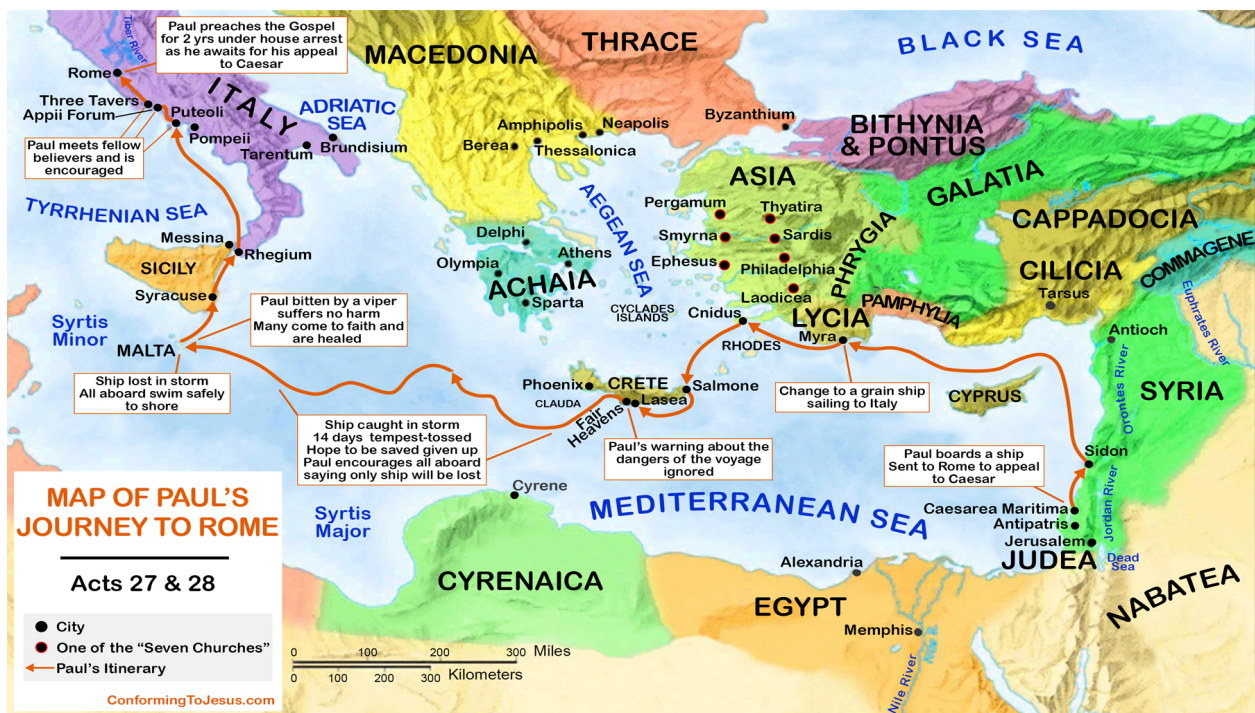 Tiber River
Paul preaches the Gospel
for 2 yrs under house arrest
as he awaits for his appeal
to Caesar
Rome
Three Tavers
Appii Forum
Puteoli
Pompeii
ITALY
ADRIATIC
SEA
Tarentum
Brundisium
Paul meets fellow
believers and is
encouraged
TYRRHENIAN SEA
Messina
Rhegium
SICILY
Syracuse
Syrtis
Minor
MALTA
Paul bitten by a viper
suffers no harm
Many come to faith and
are healed
Ship lost in storm
All aboard swim safely
to shore
MACEDONIA
THRACE
BLACK SEA
Byzanthium
Amphipolis
Neapolis
Berea
Thessalonica
BITHYNIA
& PONTUS
GALATIA
ASIA
AEGEAN SEA
Pergamum
Thyatira
Smyrna
Sardis
Ephesus
Philadelphia
Laodicea
PHRYGIA
CAPPADOCIA
COMMAGENE
CILICIA
Tarsus
PAMPHYLIA
LYCIA
Myra
Delphi
Athens
Olympia
ACHAIA
Sparta
CYCLADES
ISLANDS
Cnidus
RHODES
Euphrates River
Antioch
Orontes River
SYRIA
CYPRUS
Change to a grain ship
sailing to Italy
Phoenix
CRETE
Salmone
CLAUDA
Lasea
Fair
Heavens
Ship caught in storm
14 days tempest-tossed
Hope to be saved given up
Paul encourages all aboard
saying only ship will be lost
Paul's warning about the
dangers of the voyage
ignored
Paul boards a ship
Sent to Rome to appeal
to Caesar
Sidon
Caesarea Maritima
Antipatris
Jerusalem
JUDEA
Jordan River
Dead
Sea
NABATEA
MEDITERRANEAN SEA
Cyrene
Syrtis
Major
CYRENAICA
Alexandria
EGYPT
Memphis
Nile River
MAP OF PAUL'S
JOURNEY TO ROME
Acts 27 & 28
City
One of the "Seven Churches"
Paul's Itinerary
ConformingToJesus.com
0 100 200 300 Miles
0 100 200 300 Kilometers